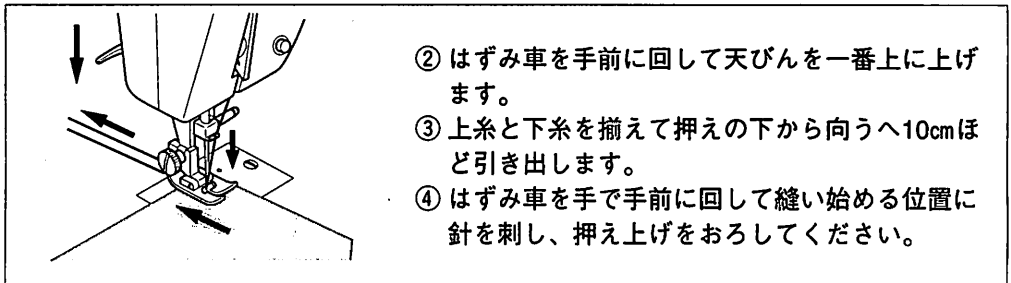 ② はずみ車を手前に回して天びんを一番上に上げ
ます。
③ 上糸と下糸を揃えて押えの下から向うへ10cmほ
ど引き出します。
④ はずみ車を手で手前に回して縫い始める位置に
針を刺し、押え上げをおろしてください。